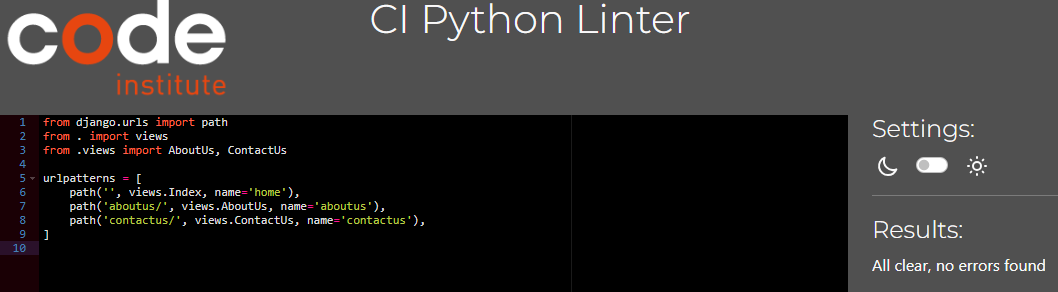 code
institute
CI Python Linter
1 from django.urls import path
2 from . import views
3 from .views import AboutUs, ContactUs
4
5 urlpatterns = [
6     path('', views.Index, name='home'),
7     path('aboutus/', views.AboutUs, name='aboutus'),
8     path('contactus/', views.ContactUs, name='contactus'),
9 ]
10
Settings:
Results:
All clear, no errors found